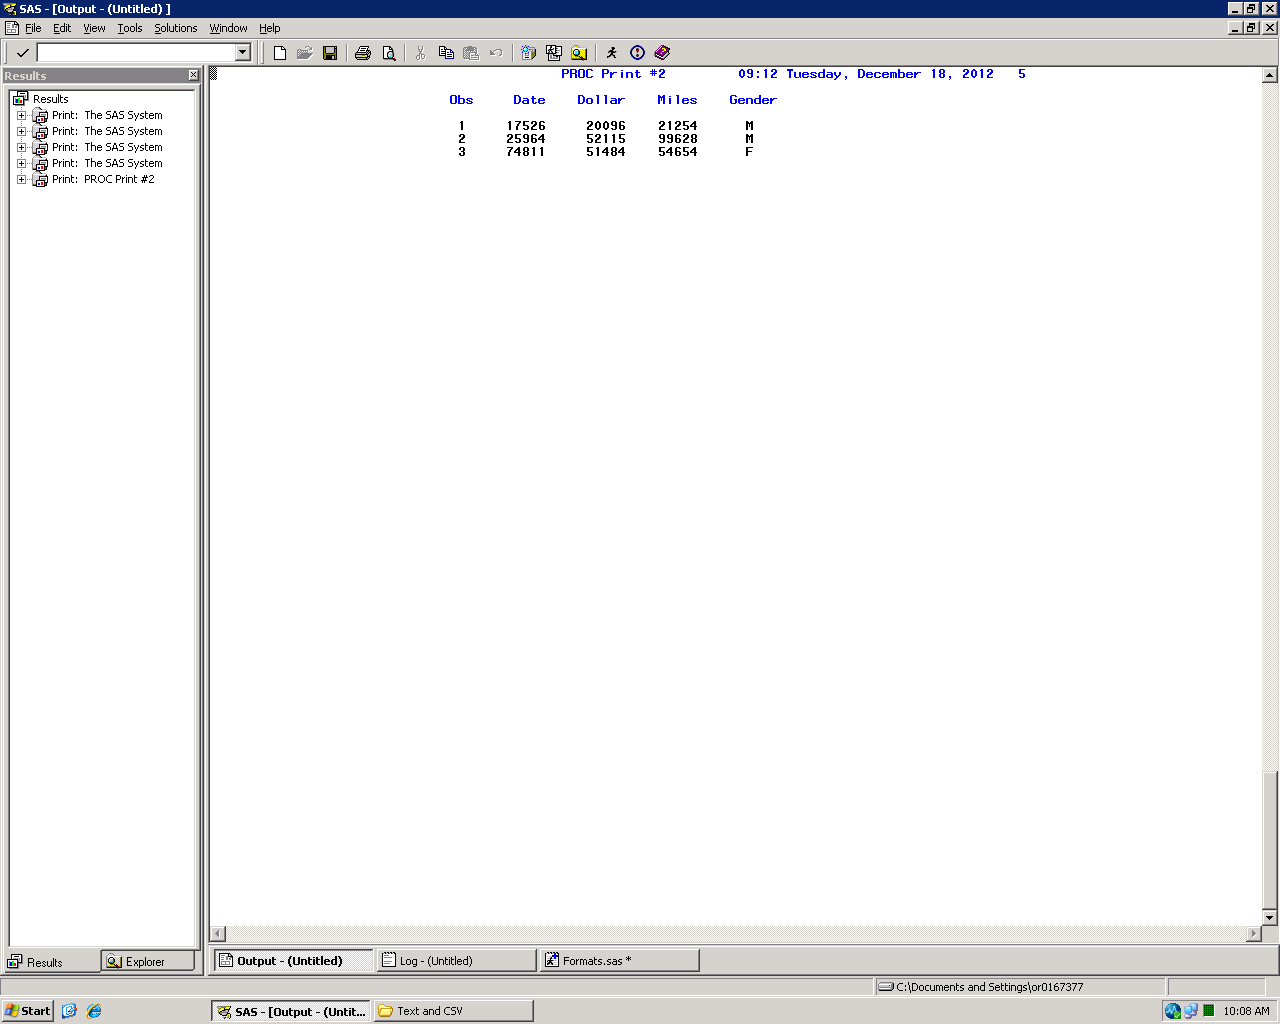 SAS - [Output - (Untitled) ]
File Edit View Tools Solutions Window Help
Results
Results
Print: The SAS System
Print: The SAS System
Print: The SAS System
Print: The SAS System
Print: PROC Print #2
PROC Print #2 09:12 Tuesday, December 18, 2012 5
Obs Date Dollar Miles Gender
1 17526 20096 21254 M
2 25964 52115 99628 M
3 74811 51484 54654 F
Results Explorer
Output - (Untitled) Log - (Untitled) Formats.sas *
C:\Documents and Settings\or0167377
Start SAS - [Output - (Untit... Text and CSV 10:08 AM